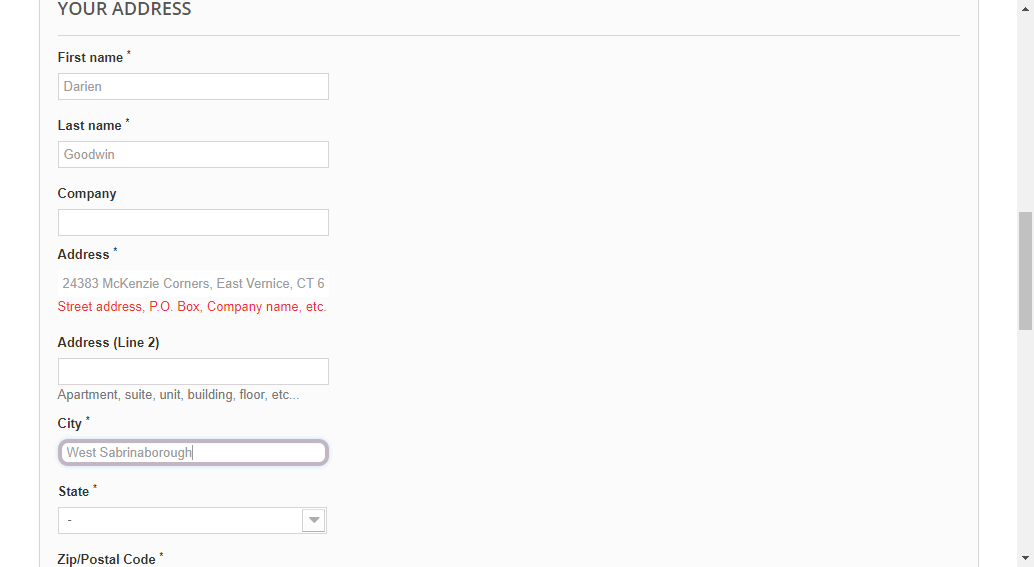 YOUR ADDRESS
First name *
Darien
Last name *
Goodwin
Company
Address *
24383 McKenzie Corners, East Vernice, CT 6
Street address, P.O. Box, Company name, etc.
Address (Line 2)
Apartment, suite, unit, building, floor, etc...
City *
West Sabrinaborough
State *
-
Zip/Postal Code *